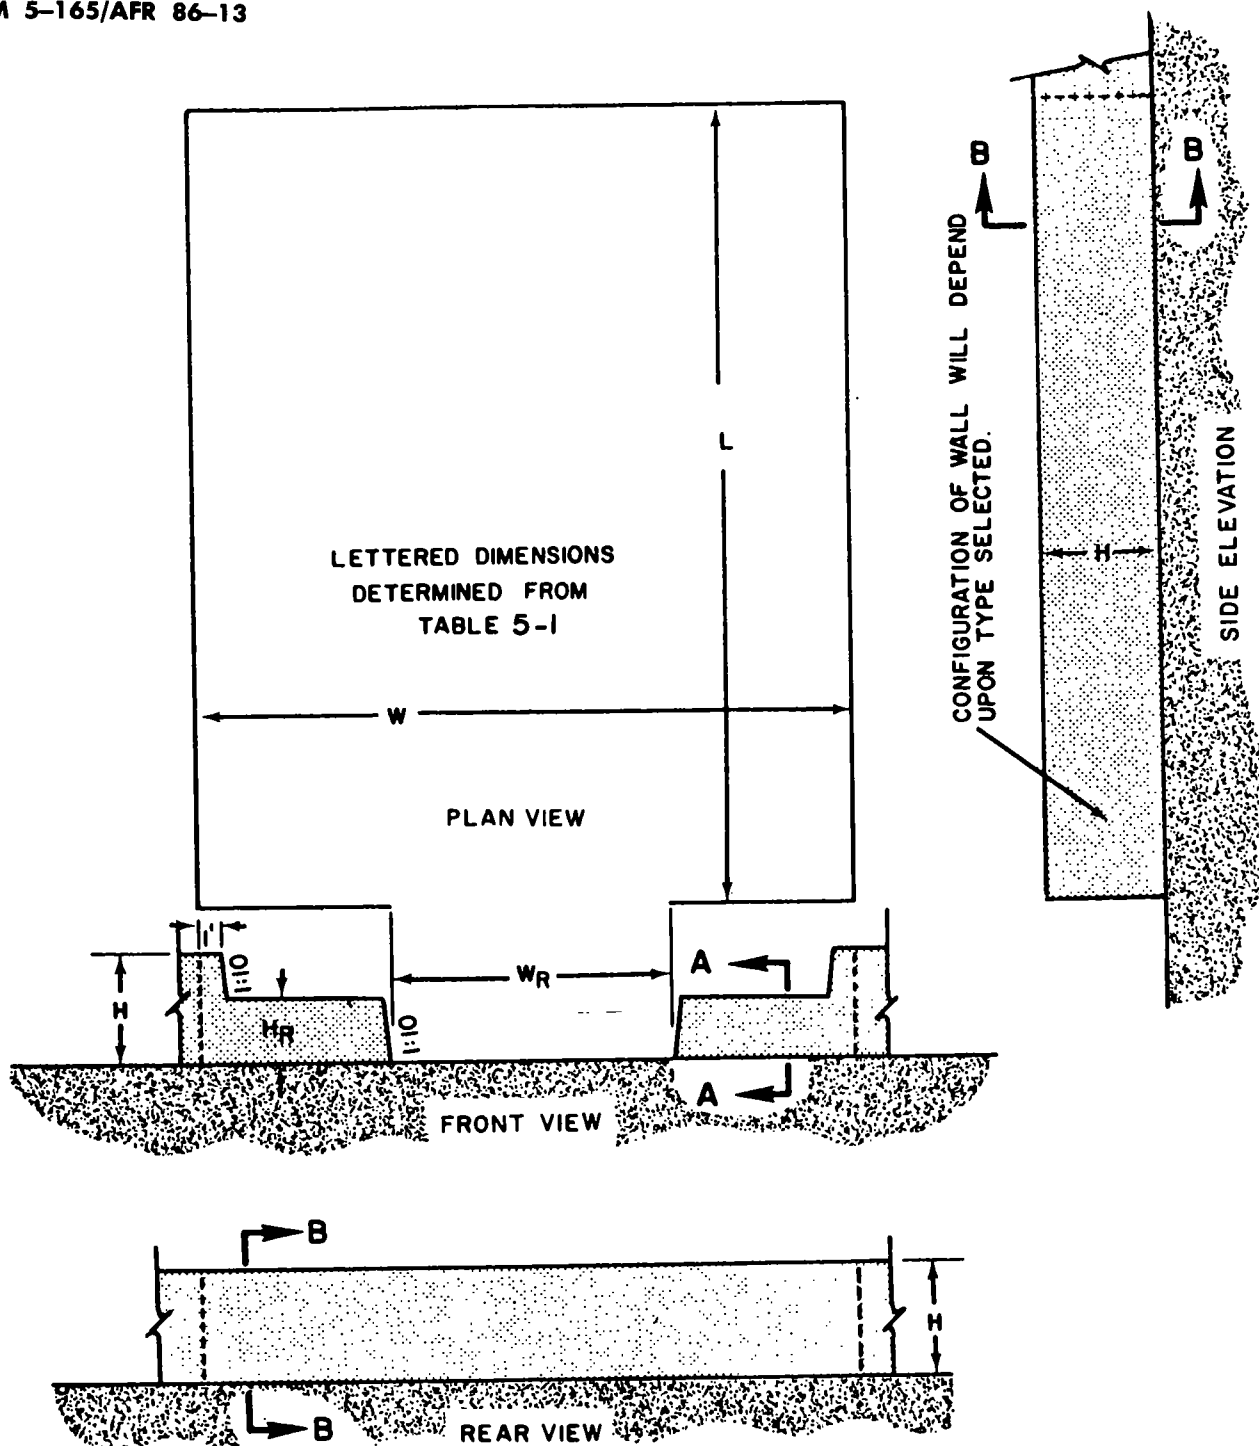 5-165/AFR 86-13
B
B
CONFIGURATION OF WALL WILL DEPEND
UPON TYPE SELECTED.
L
LETTERED DIMENSIONS
DETERMINED FROM
TABLE 5-1
H
SIDE ELEVATION
W
PLAN VIEW
1'
1:10
H
HR
1:10
WR
A
A
FRONT VIEW
B
H
B
REAR VIEW